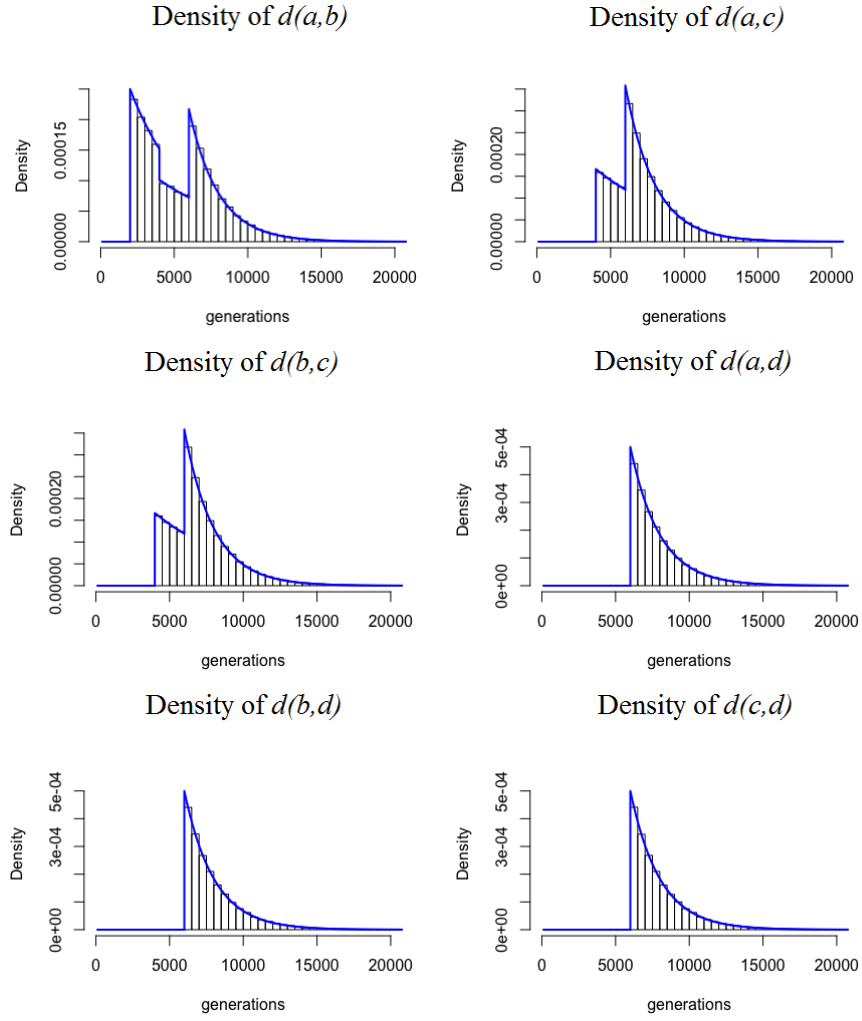 Density of d(a,b)
Density of d(a,c)
Density
0.00000 0.00015
0 5000 10000 15000 20000
generations
Density
0.00000 0.00020
0 5000 10000 15000 20000
generations
Density of d(b,c)
Density of d(a,d)
Density
0.00000 0.00020
0 5000 10000 15000 20000
generations
Density
0e+00 3e-04 5e-04
0 5000 10000 15000 20000
generations
Density of d(b,d)
Density of d(c,d)
Density
0e+00 3e-04 5e-04
0 5000 10000 15000 20000
generations
Density
0e+00 3e-04 5e-04
0 5000 10000 15000 20000
generations